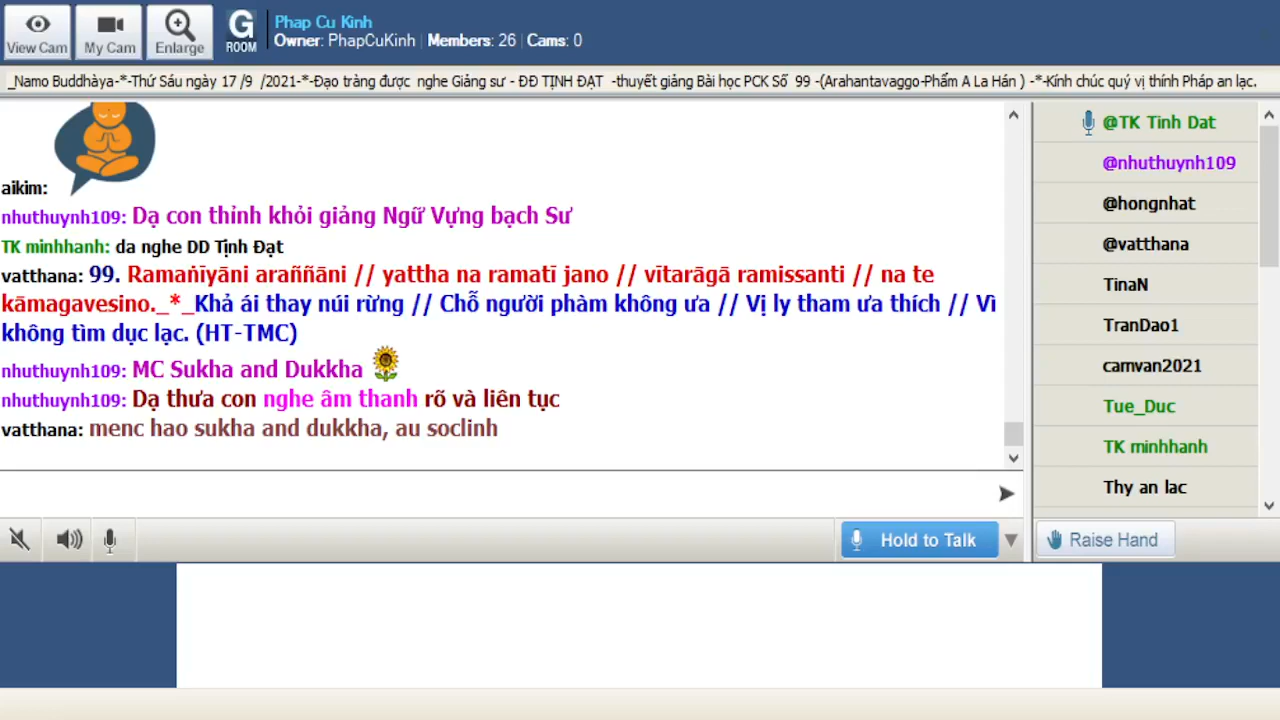 View Cam
My Cam
Enlarge
G
ROOM
Phap Cu Kinh
Owner: PhapCuKinh | Members: 26 | Cams: 0
_Namo Buddhàya-*-Thứ Sáu ngày 17 /9 /2021-*-Đạo tràng được nghe Giảng sư - ĐĐ TỊNH ĐẠT -thuyết giảng Bài học PCK Số 99 -(Arahantavaggo-Phẩm A La Hán ) -*-Kính chúc quý vị thính Pháp an lạc.
aikim:
nhuthuynh109: Dạ con thỉnh khỏi giảng Ngữ Vựng bạch Sư
TK minhhanh: da nghe DD Tịnh Đạt
vatthana: 99. Ramaṅīyāni araññāni // yattha na ramatī jano // vītarāgā ramissanti // na te
kāmagavesino._*_Khả ái thay núi rừng // Chỗ người phàm không ưa // Vị ly tham ưa thích // Vì
không tìm dục lạc. (HT-TMC)
nhuthuynh109: MC Sukha and Dukkha
nhuthuynh109: Dạ thưa con nghe âm thanh rõ và liên tục
vatthana: menc hao sukha and dukkha, au soclinh
@TK Tinh Dat
@nhuthuynh109
@hongnhat
@vatthana
TinaN
TranDao1
camvan2021
Tue_Duc
TK minhhanh
Thy an lac
Hold to Talk
Raise Hand